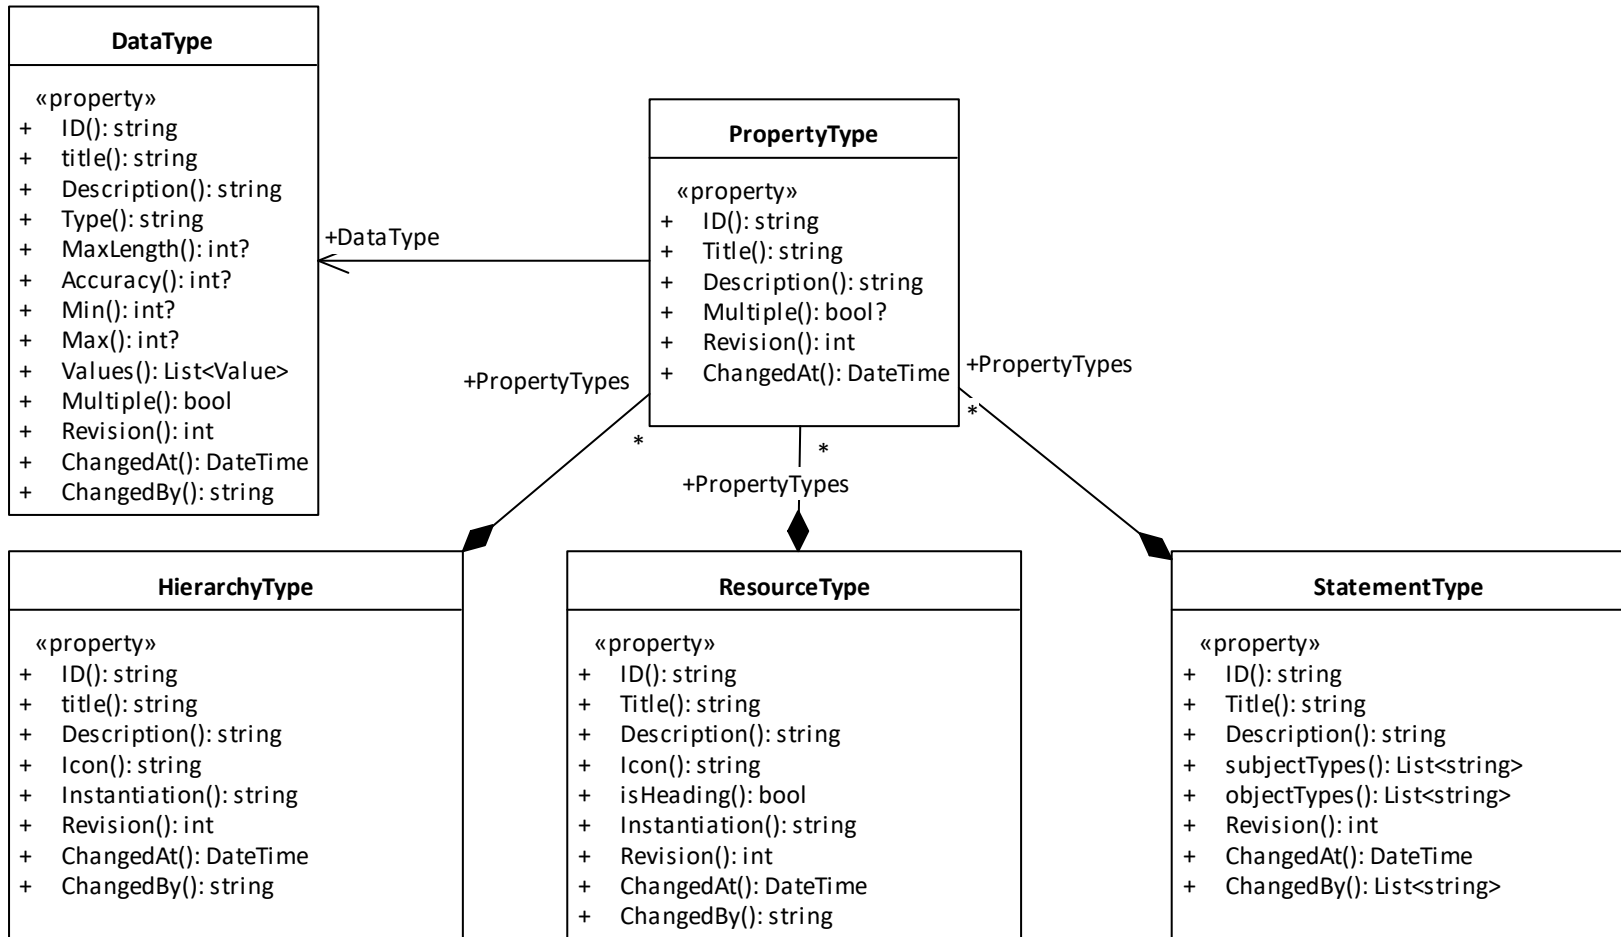 DataType
«property»
+ ID(): string
+ title(): string
+ Description(): string
+ Type(): string
+ MaxLength(): int?
+ Accuracy(): int?
+ Min(): int?
+ Max(): int?
+ Values(): List<Value>
+ Multiple(): bool
+ Revision(): int
+ ChangedAt(): DateTime
+ ChangedBy(): string
+DataType
PropertyType
«property»
+ ID(): string
+ Title(): string
+ Description(): string
+ Multiple(): bool?
+ Revision(): int
+ ChangedAt(): DateTime
+PropertyTypes
*
+PropertyTypes
*
+PropertyTypes
*
HierarchyType
«property»
+ ID(): string
+ title(): string
+ Description(): string
+ Icon(): string
+ Instantiation(): string
+ Revision(): int
+ ChangedAt(): DateTime
+ ChangedBy(): string
ResourceType
«property»
+ ID(): string
+ Title(): string
+ Description(): string
+ Icon(): string
+ isHeading(): bool
+ Instantiation(): string
+ Revision(): int
+ ChangedAt(): DateTime
+ ChangedBy(): string
StatementType
«property»
+ ID(): string
+ Title(): string
+ Description(): string
+ subjectTypes(): List<string>
+ objectTypes(): List<string>
+ Revision(): int
+ ChangedAt(): DateTime
+ ChangedBy(): List<string>